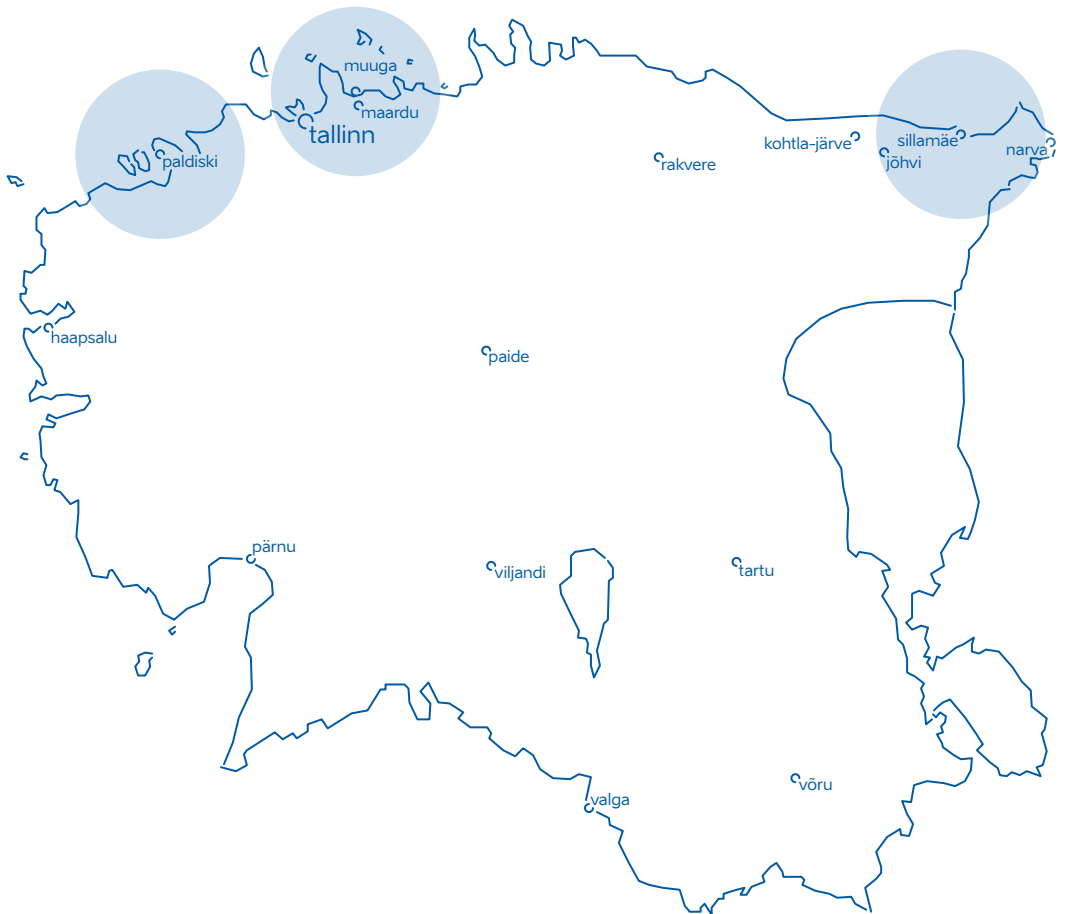 muuga
maardu
tallinn
paldiski
kohtla-järve
sillamäe
narva
jõhvi
rakvere
haapsalu
paide
pärnu
viljandi
tartu
võru
valga